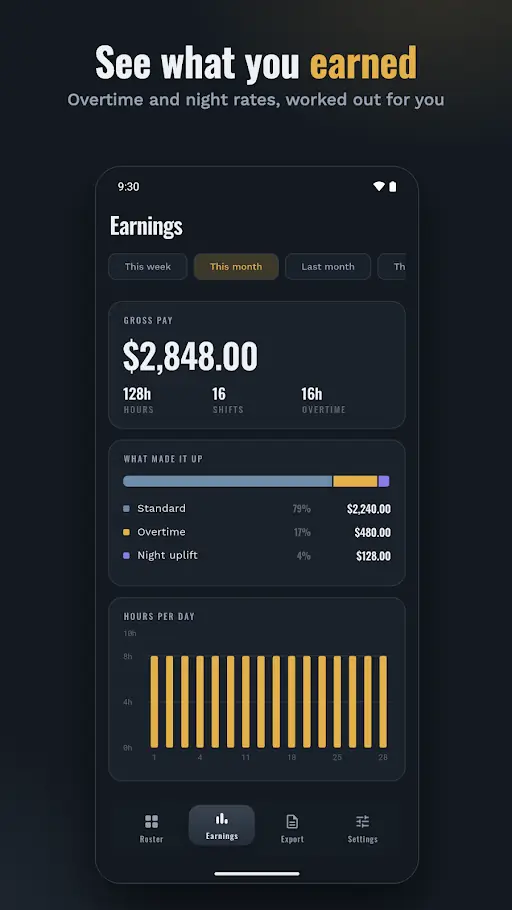 See what you earned
Overtime and night rates, worked out for you
9:30
Earnings
This week This month Last month Th
GROSS PAY
$2,848.00
128h 16 16h
HOURS SHIFTS OVERTIME
WHAT MADE IT UP
Standard 79% $2,240.00
Overtime 17% $480.00
Night uplift 4% $128.00
HOURS PER DAY
10h
8h
4h
0h
1 4 11 18 25 28
Roster Earnings Export Settings